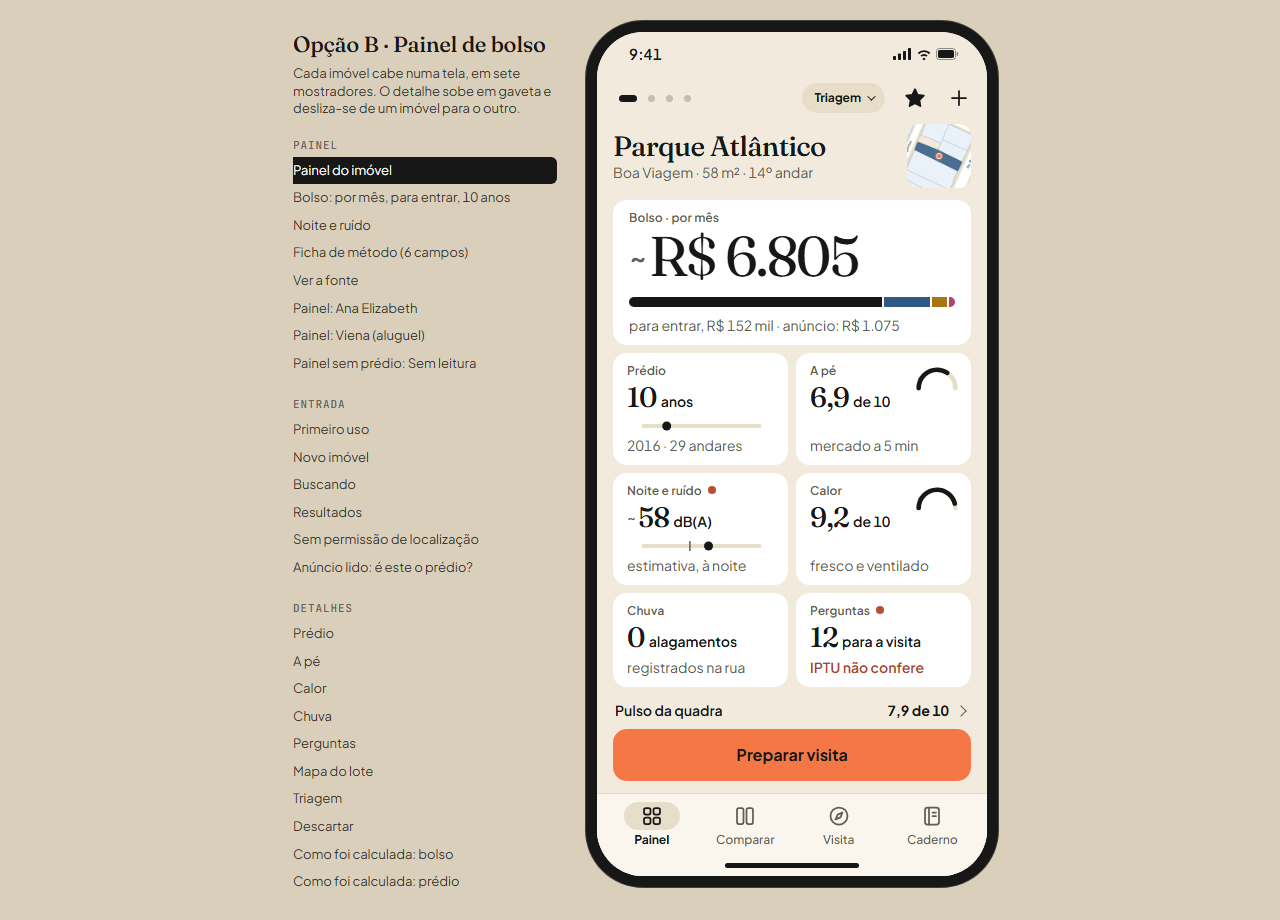 Opção B · Painel de bolso
Cada imóvel cabe numa tela, em sete
mostradores. O detalhe sobe em gaveta e
desliza-se de um imóvel para o outro.
PAINEL
Painel do imóvel
Bolso: por mês, para entrar, 10 anos
Noite e ruído
Ficha de método (6 campos)
Ver a fonte
Painel: Ana Elizabeth
Painel: Viena (aluguel)
Painel sem prédio: Sem leitura
ENTRADA
Primeiro uso
Novo imóvel
Buscando
Resultados
Sem permissão de localização
Anúncio lido: é este o prédio?
DETALHES
Prédio
A pé
Calor
Chuva
Perguntas
Mapa do lote
Triagem
Descartar
Como foi calculada: bolso
Como foi calculada: prédio
9:41
Triagem
Parque Atlântico
Boa Viagem · 58 m² · 14º andar
Bolso · por mês
~R$ 6.805
para entrar, R$ 152 mil · anúncio: R$ 1.075
Prédio
10 anos
2016 · 29 andares
A pé
6,9 de 10
mercado a 5 min
Noite e ruído
~58 dB(A)
estimativa, à noite
Calor
9,2 de 10
fresco e ventilado
Chuva
0 alagamentos
registrados na rua
Perguntas
12 para a visita
IPTU não confere
Pulso da quadra
7,9 de 10
Preparar visita
Painel
Comparar
Visita
Caderno